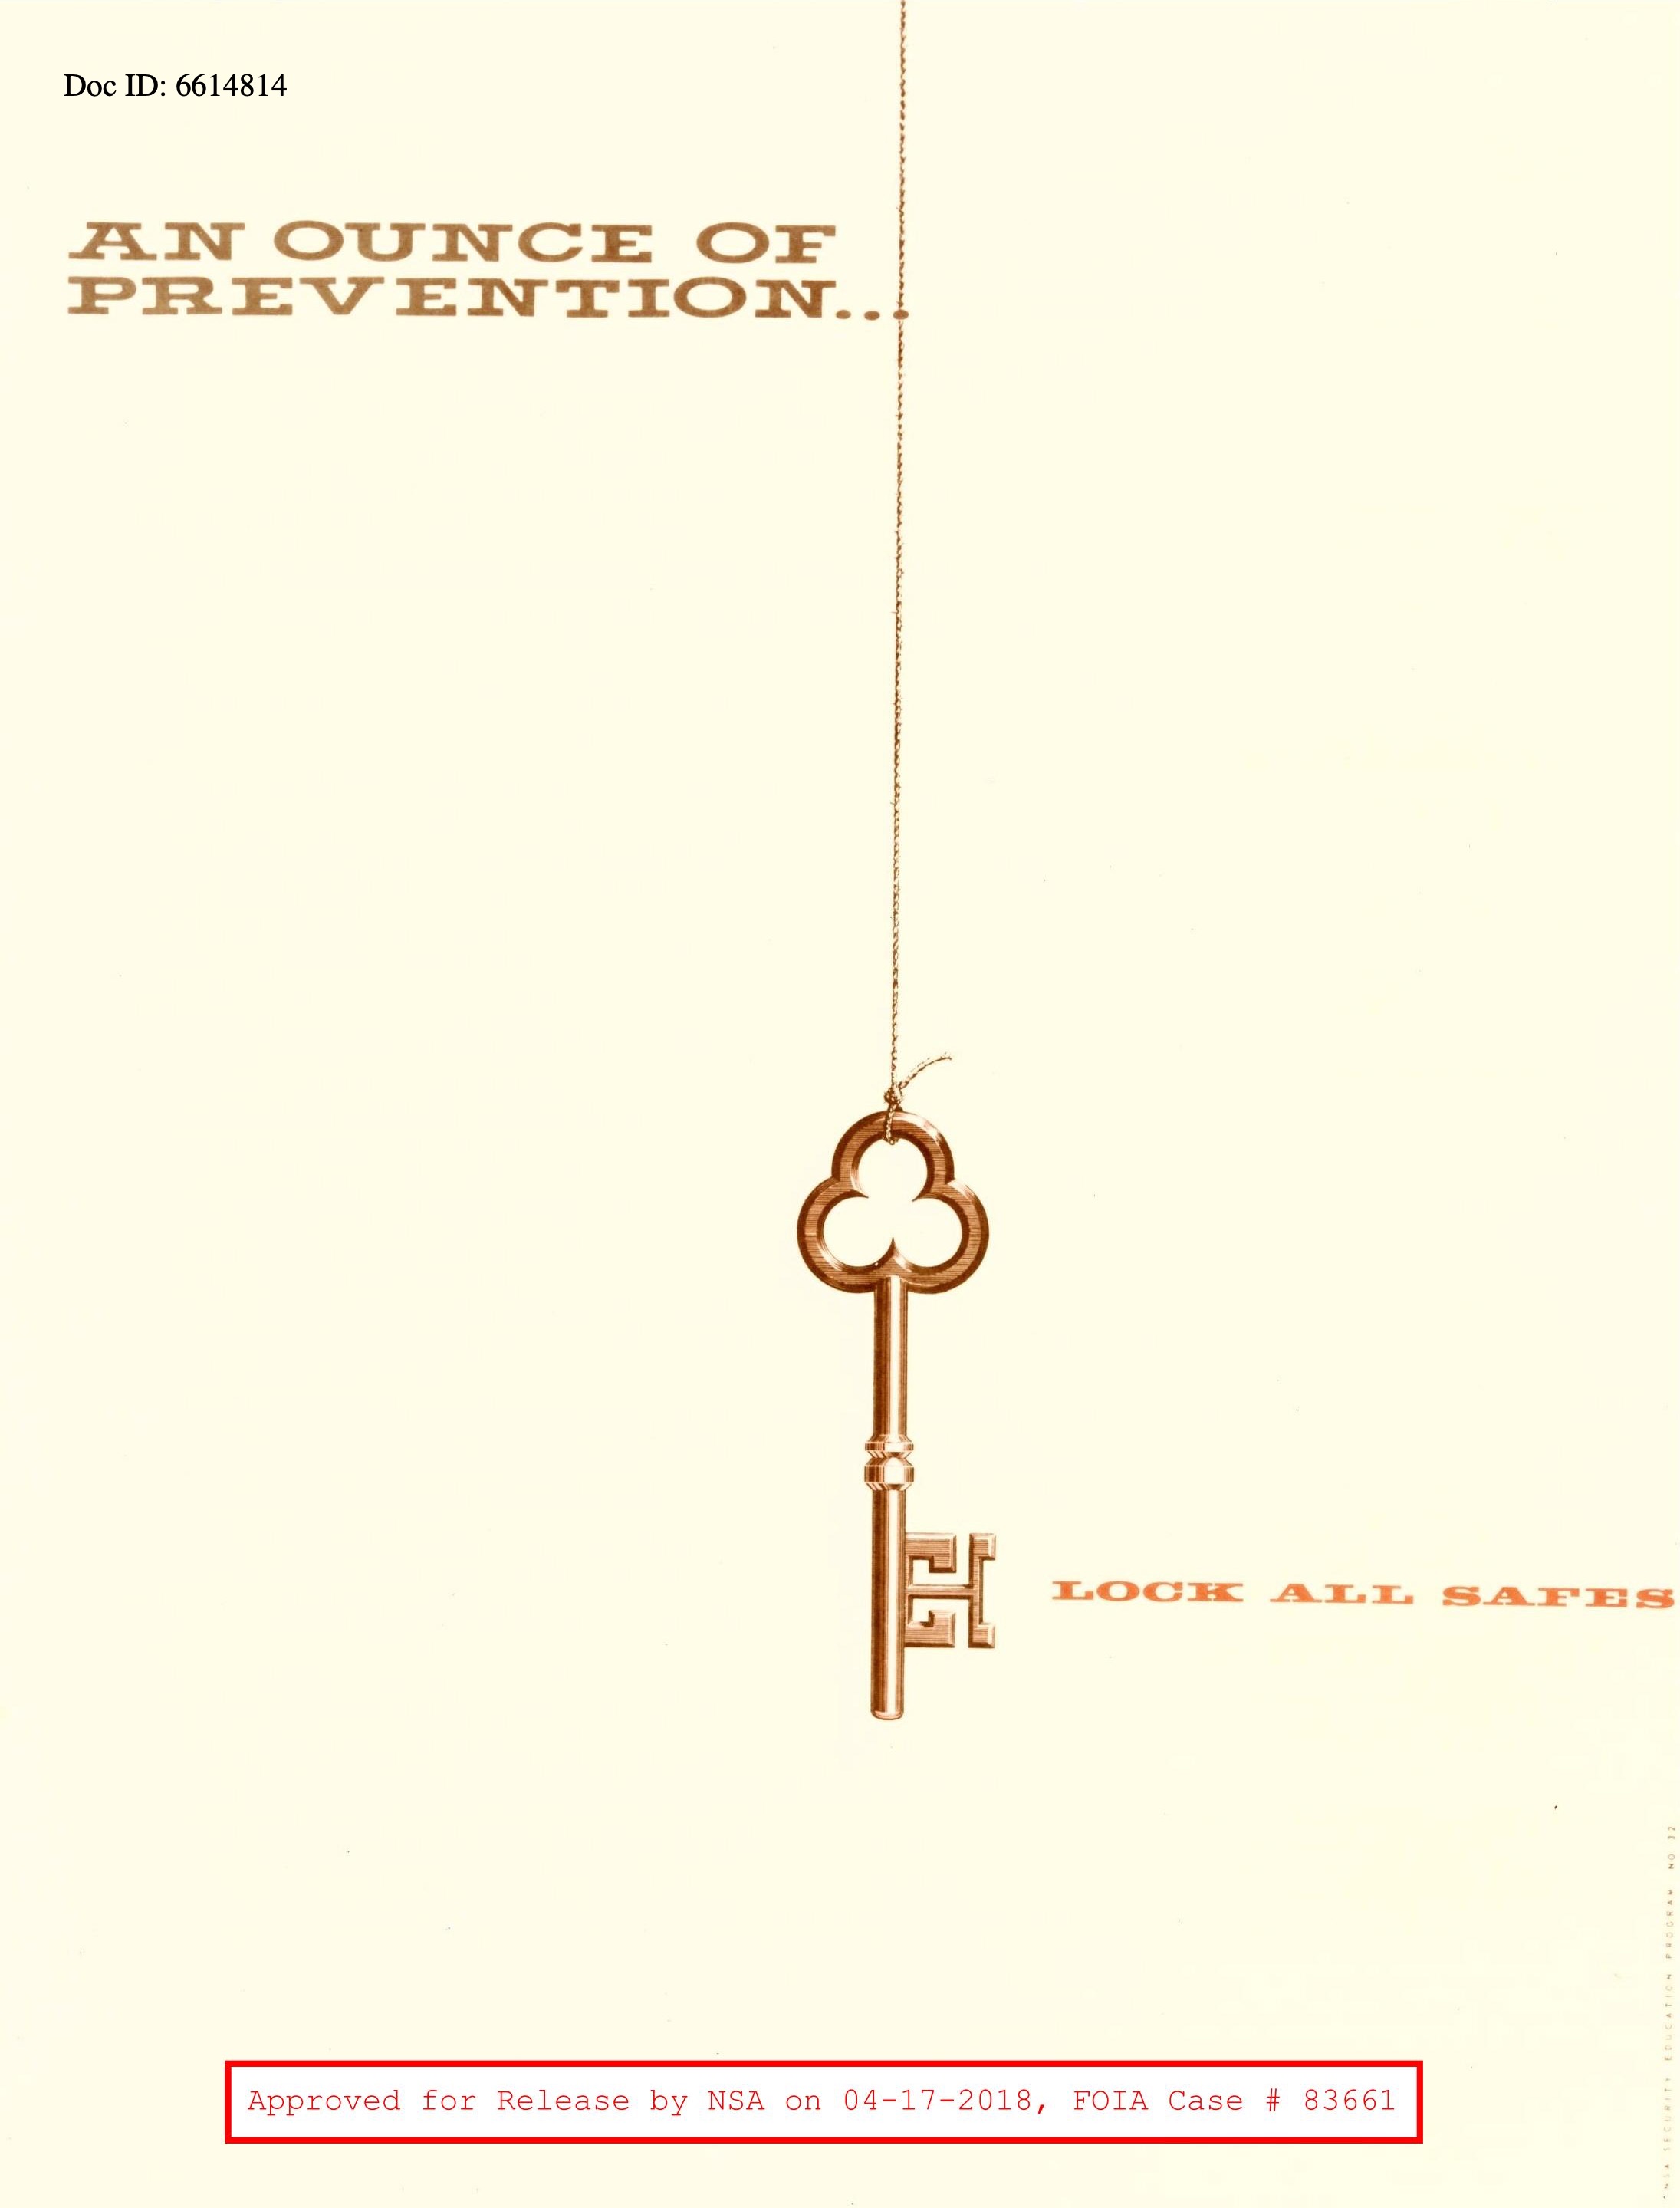 Doc ID: 6614814
AN OUNCE OF
PREVENTION...
LOCK ALL SAFES
NSA SECURITY EDUCATION PROGRAM NO 32
Approved for Release by NSA on 04-17-2018, FOIA Case # 83661